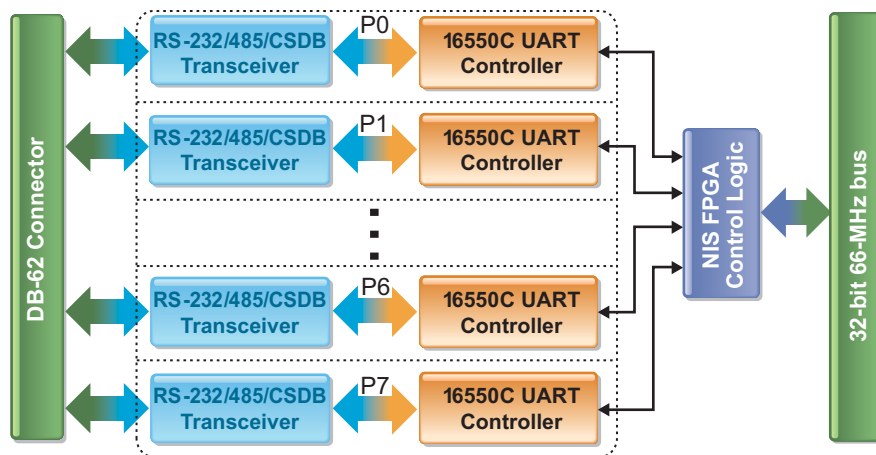 DB-62 Connector
RS-232/485/CSDB
Transceiver
P0
16550C UART
Controller
RS-232/485/CSDB
Transceiver
P1
16550C UART
Controller
RS-232/485/CSDB
Transceiver
P6
16550C UART
Controller
RS-232/485/CSDB
Transceiver
P7
16550C UART
Controller
NIS FPGA
Control Logic
32-bit 66-MHz bus